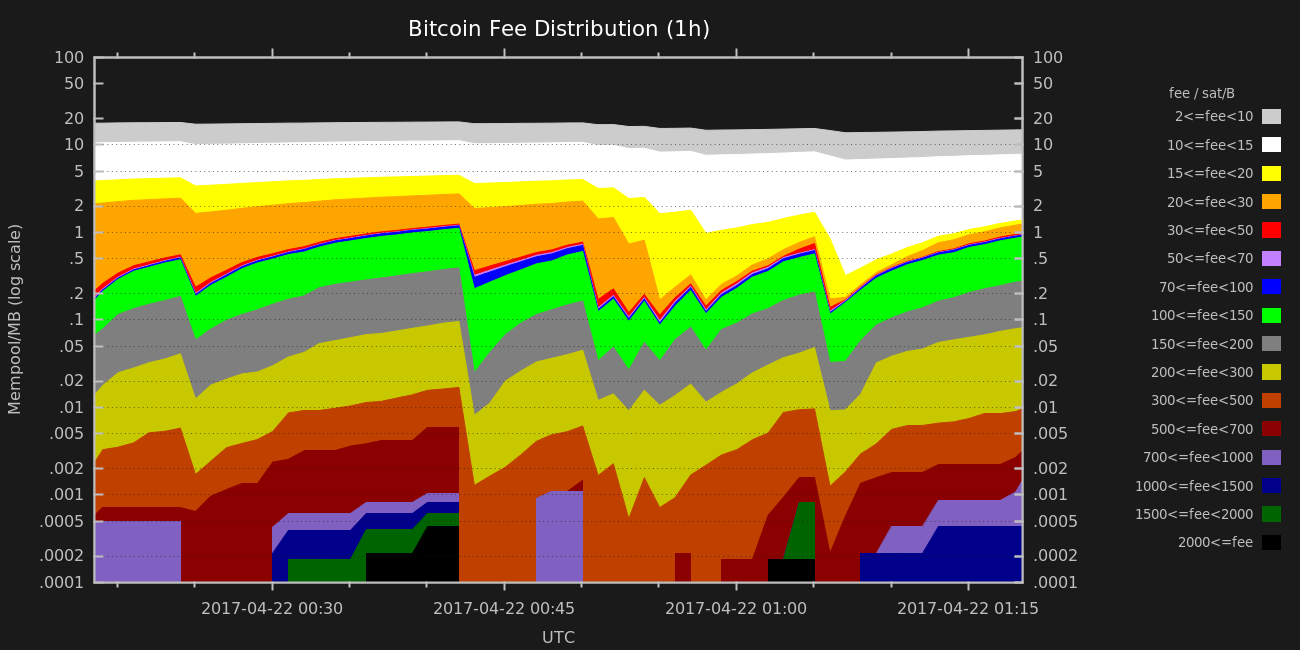 Bitcoin Fee Distribution (1h)
Mempool/MB (log scale)
100
50
20
10
5
2
1
.5
.2
.1
.05
.02
.01
.005
.002
.001
.0005
.0002
.0001
100
50
20
10
5
2
1
.5
.2
.1
.05
.02
.01
.005
.002
.001
.0005
.0002
.0001
2017-04-22 00:30
2017-04-22 00:45
2017-04-22 01:00
2017-04-22 01:15
UTC
fee / sat/B
2<=fee<10
10<=fee<15
15<=fee<20
20<=fee<30
30<=fee<50
50<=fee<70
70<=fee<100
100<=fee<150
150<=fee<200
200<=fee<300
300<=fee<500
500<=fee<700
700<=fee<1000
1000<=fee<1500
1500<=fee<2000
2000<=fee